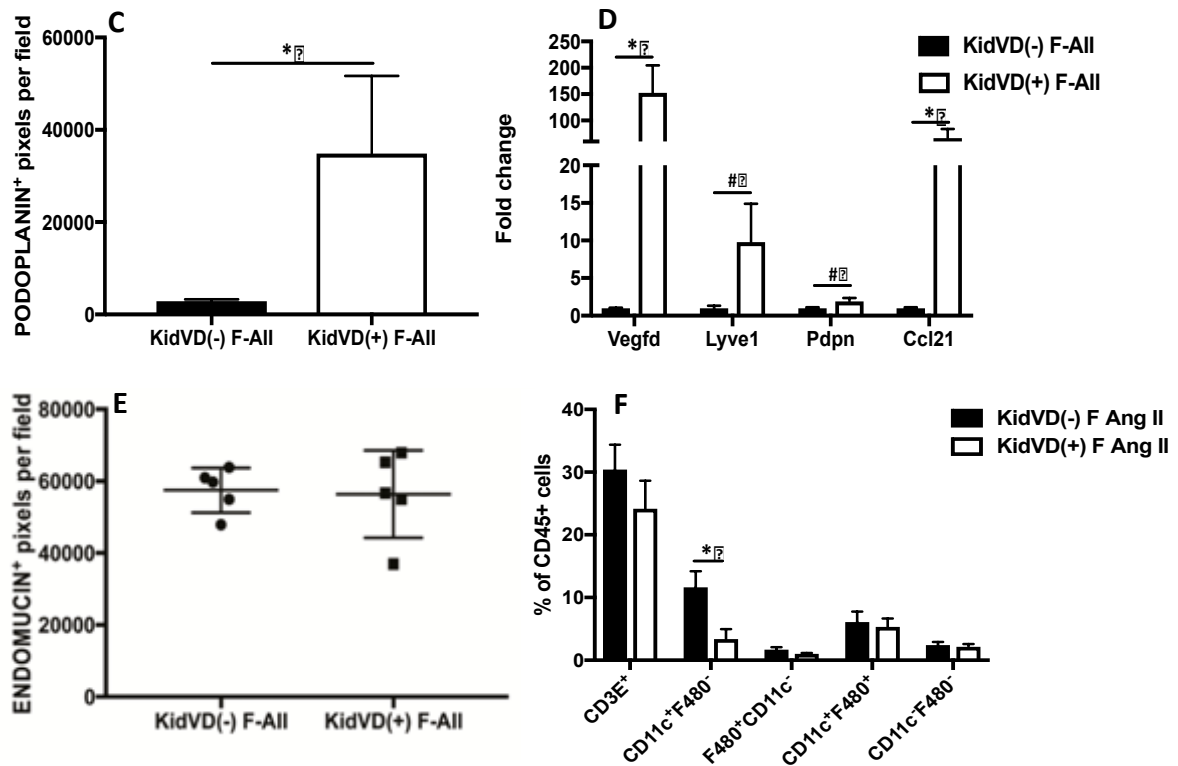 C
PODOPLANIN⁺ pixels per field
60000
40000
20000
0
*
KidVD(-) F-AII
KidVD(+) F-AII
D
Fold change
250
200
150
100
20
15
10
5
0
*
#
#
*
Vegfd
Lyve1
Pdpn
Ccl21
KidVD(-) F-AII
KidVD(+) F-AII
E
ENDOMUCIN⁺ pixels per field
80000
60000
40000
20000
0
KidVD(-) F-AII
KidVD(+) F-AII
F
% of CD45+ cells
40
30
20
10
0
*
CD3E⁺
CD11c⁺F480⁻
F480⁺CD11c⁻
CD11c⁺F480⁺
CD11c⁻F480⁻
KidVD(-) F Ang II
KidVD(+) F Ang II